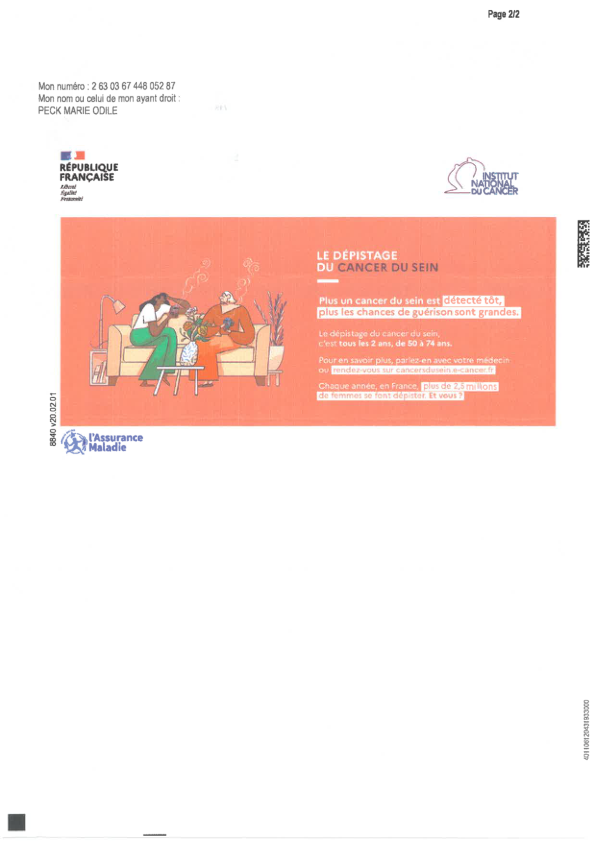 Page 2/2
Mon numéro : 2 63 03 67 448 052 87
Mon nom ou celui de mon ayant droit :
PECK MARIE ODILE
RÉPUBLIQUE
FRANÇAISE
Liberté
Égalité
Fraternité
INSTITUT
NATIONAL
DU CANCER
LE DÉPISTAGE
DU CANCER DU SEIN
Plus un cancer du sein est détecté tôt,
plus les chances de guérison sont grandes.
Le dépistage du cancer du sein,
c'est tous les 2 ans, de 50 à 74 ans.
Pour en savoir plus, parlez-en avec votre médecin
ou rendez-vous sur cancersdusein.e-cancer.fr
Chaque année, en France, plus de 2,5 millions
de femmes se font dépister. Et vous ?
8840 v20.02.01
l'Assurance
Maladie